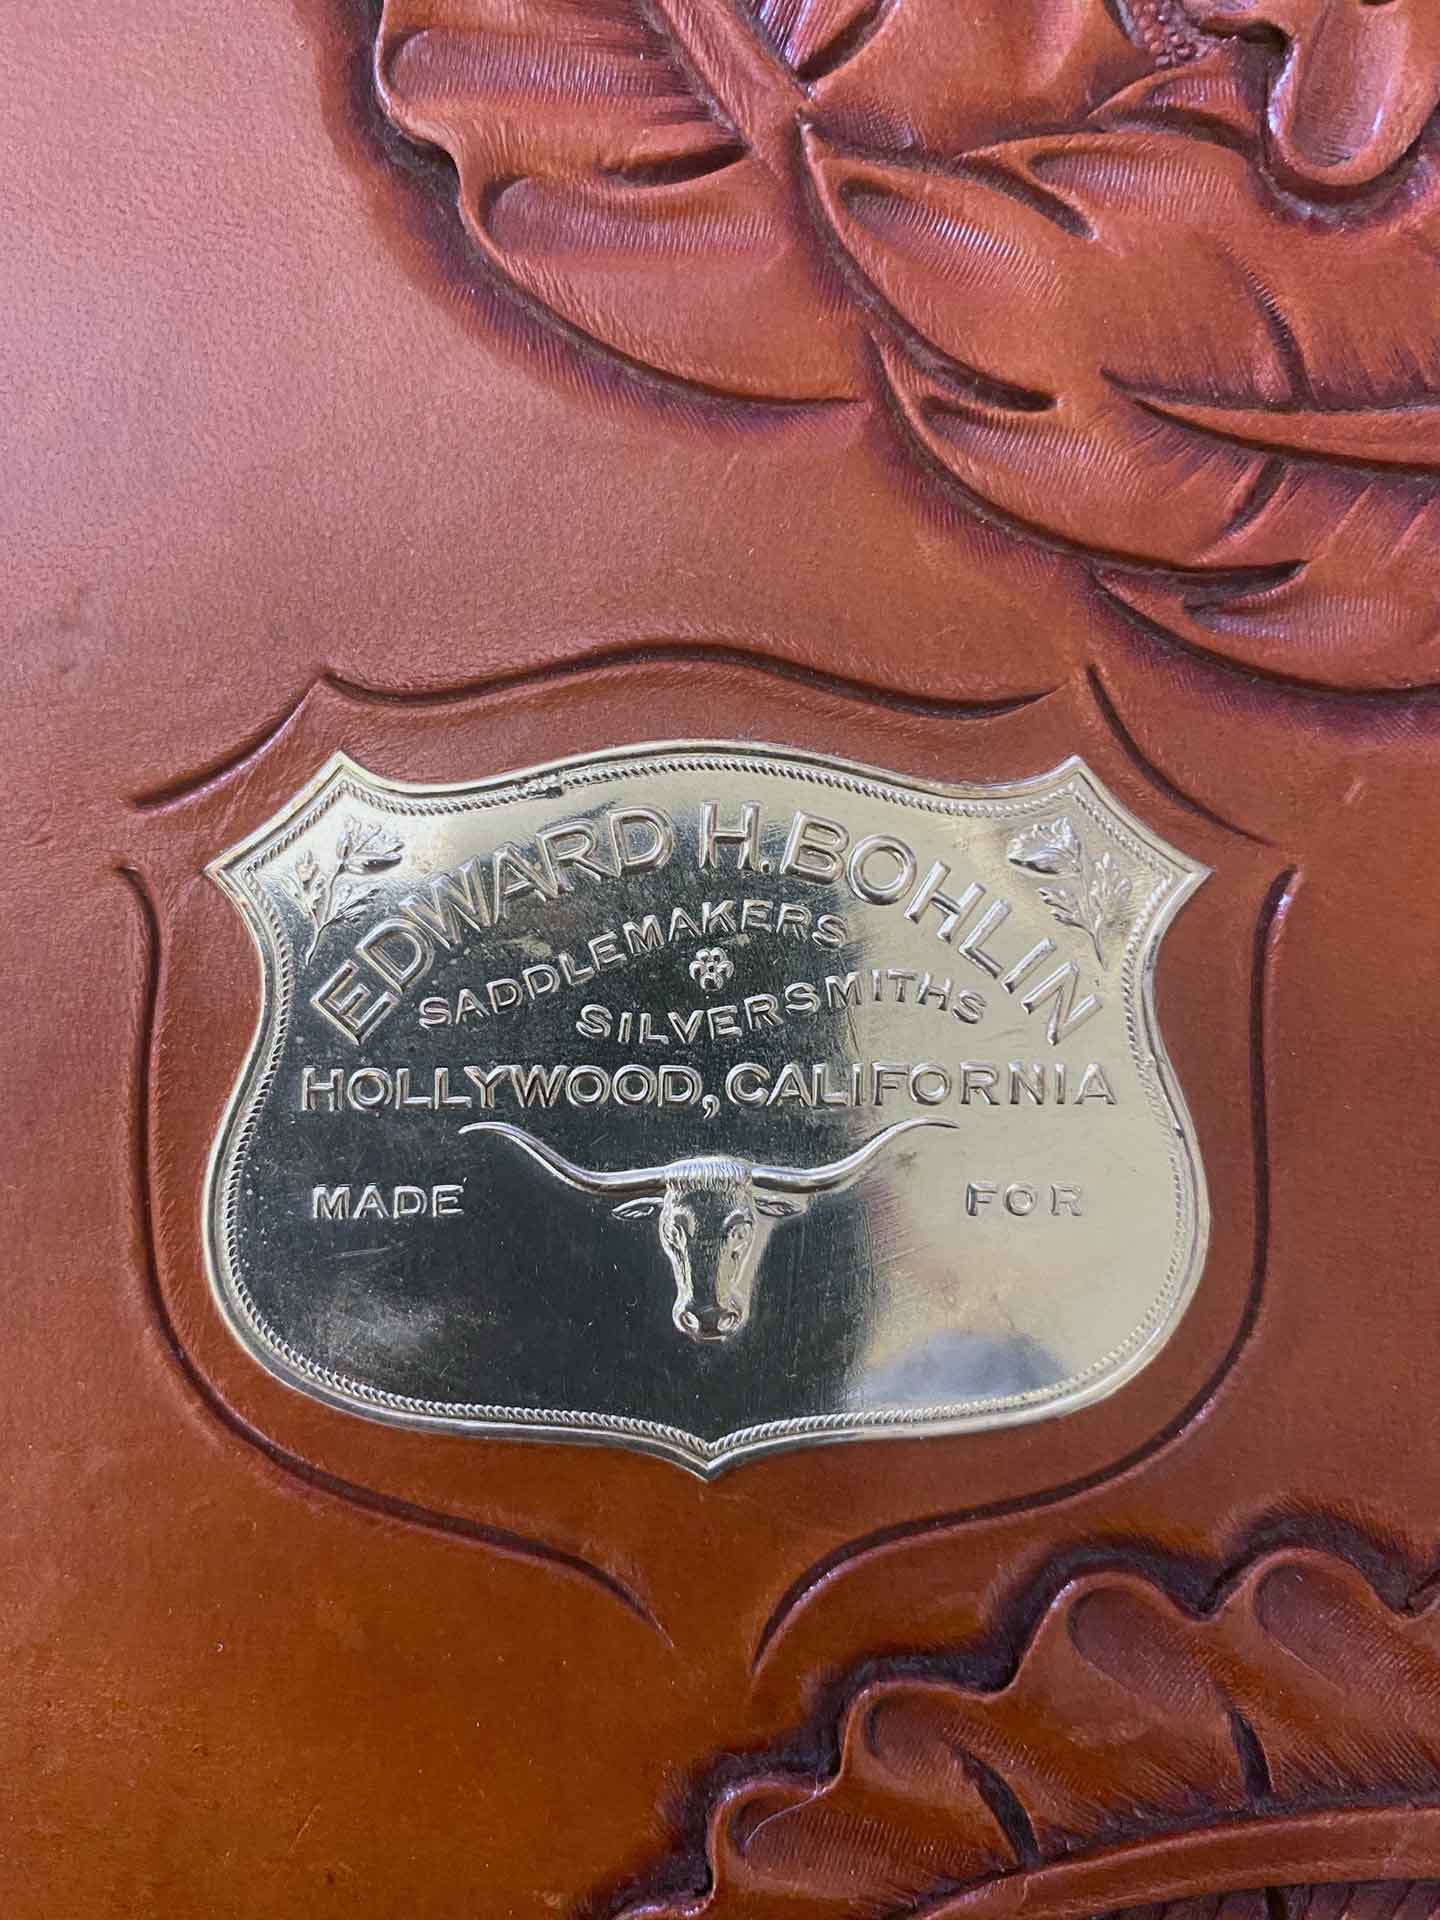 EDWARD H. BOHLIN
SADDLEMAKERS
SILVERSMITHS
HOLLYWOOD, CALIFORNIA
MADE FOR